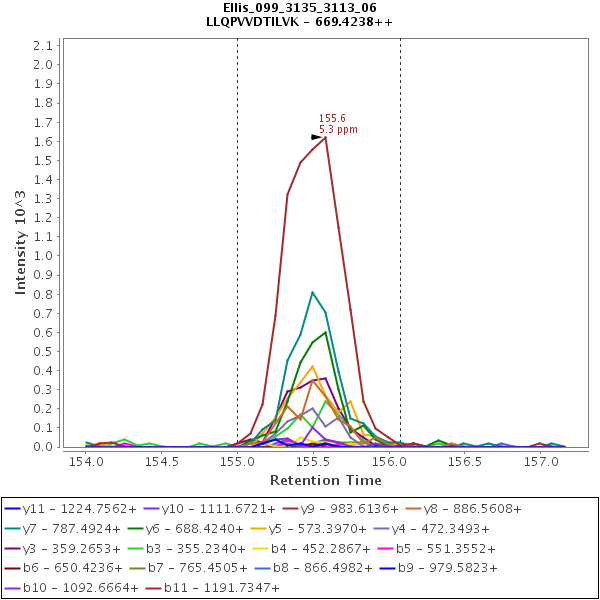 Ellis_099_3135_3113_06
LLQPVVDTILVK - 669.4238++
2.1
2.0
1.9
1.8
1.7
1.6
1.5
1.4
1.3
1.2
1.1
1.0
0.9
0.8
0.7
0.6
0.5
0.4
0.3
0.2
0.1
0.0
Intensity 10^3
155.6
5.3 ppm
154.0 154.5 155.0 155.5 156.0 156.5 157.0
Retention Time
y11 - 1224.7562+ y10 - 1111.6721+ y9 - 983.6136+ y8 - 886.5608+
y7 - 787.4924+ y6 - 688.4240+ y5 - 573.3970+ y4 - 472.3493+
y3 - 359.2653+ b3 - 355.2340+ b4 - 452.2867+ b5 - 551.3552+
b6 - 650.4236+ b7 - 765.4505+ b8 - 866.4982+ b9 - 979.5823+
b10 - 1092.6664+ b11 - 1191.7347+